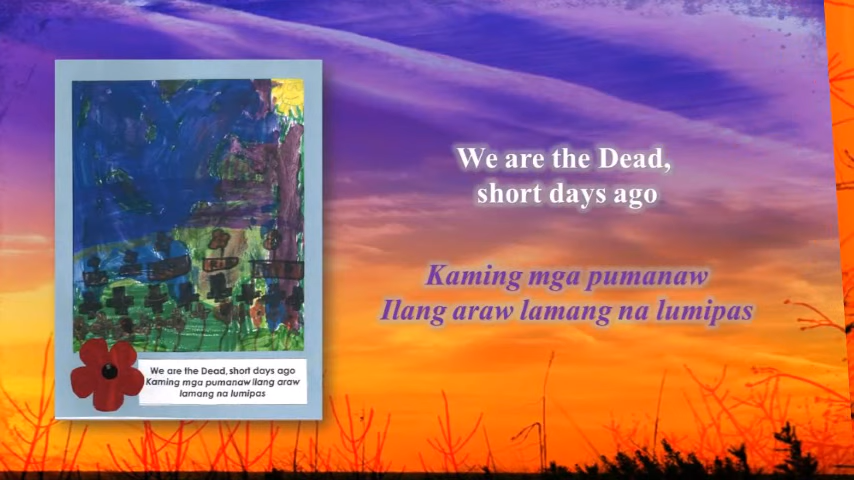 We are the Dead,
short days ago
Kaming mga pumanaw
Ilang araw lamang na lumipas
We are the Dead, short days ago
Kaming mga pumanaw Ilang araw
lamang na lumipas